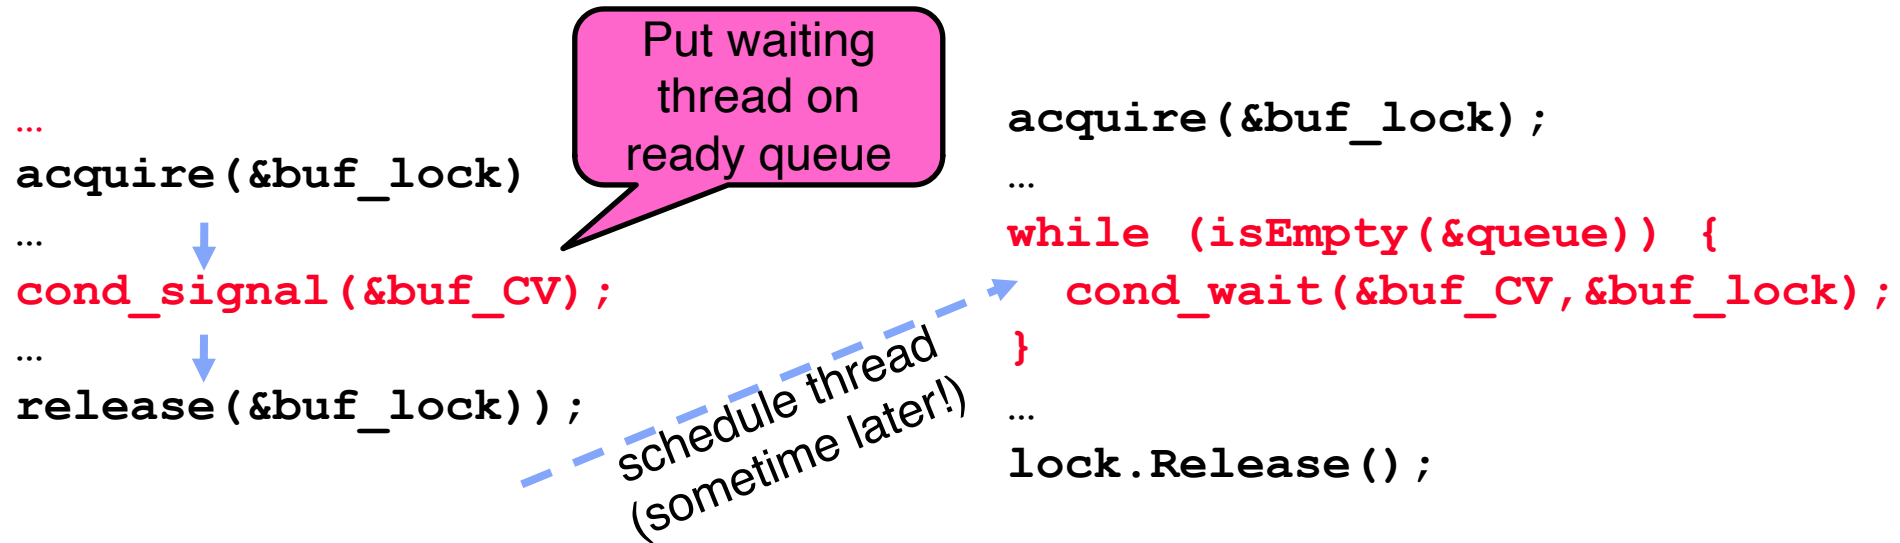 Put waiting
thread on
ready queue
…
acquire(&buf_lock)
…
cond_signal(&buf_CV);
…
release(&buf_lock));
schedule thread
(sometime later!)
acquire(&buf_lock);
…
while (isEmpty(&queue)) {
cond_wait(&buf_CV,&buf_lock);
}
…
lock.Release();